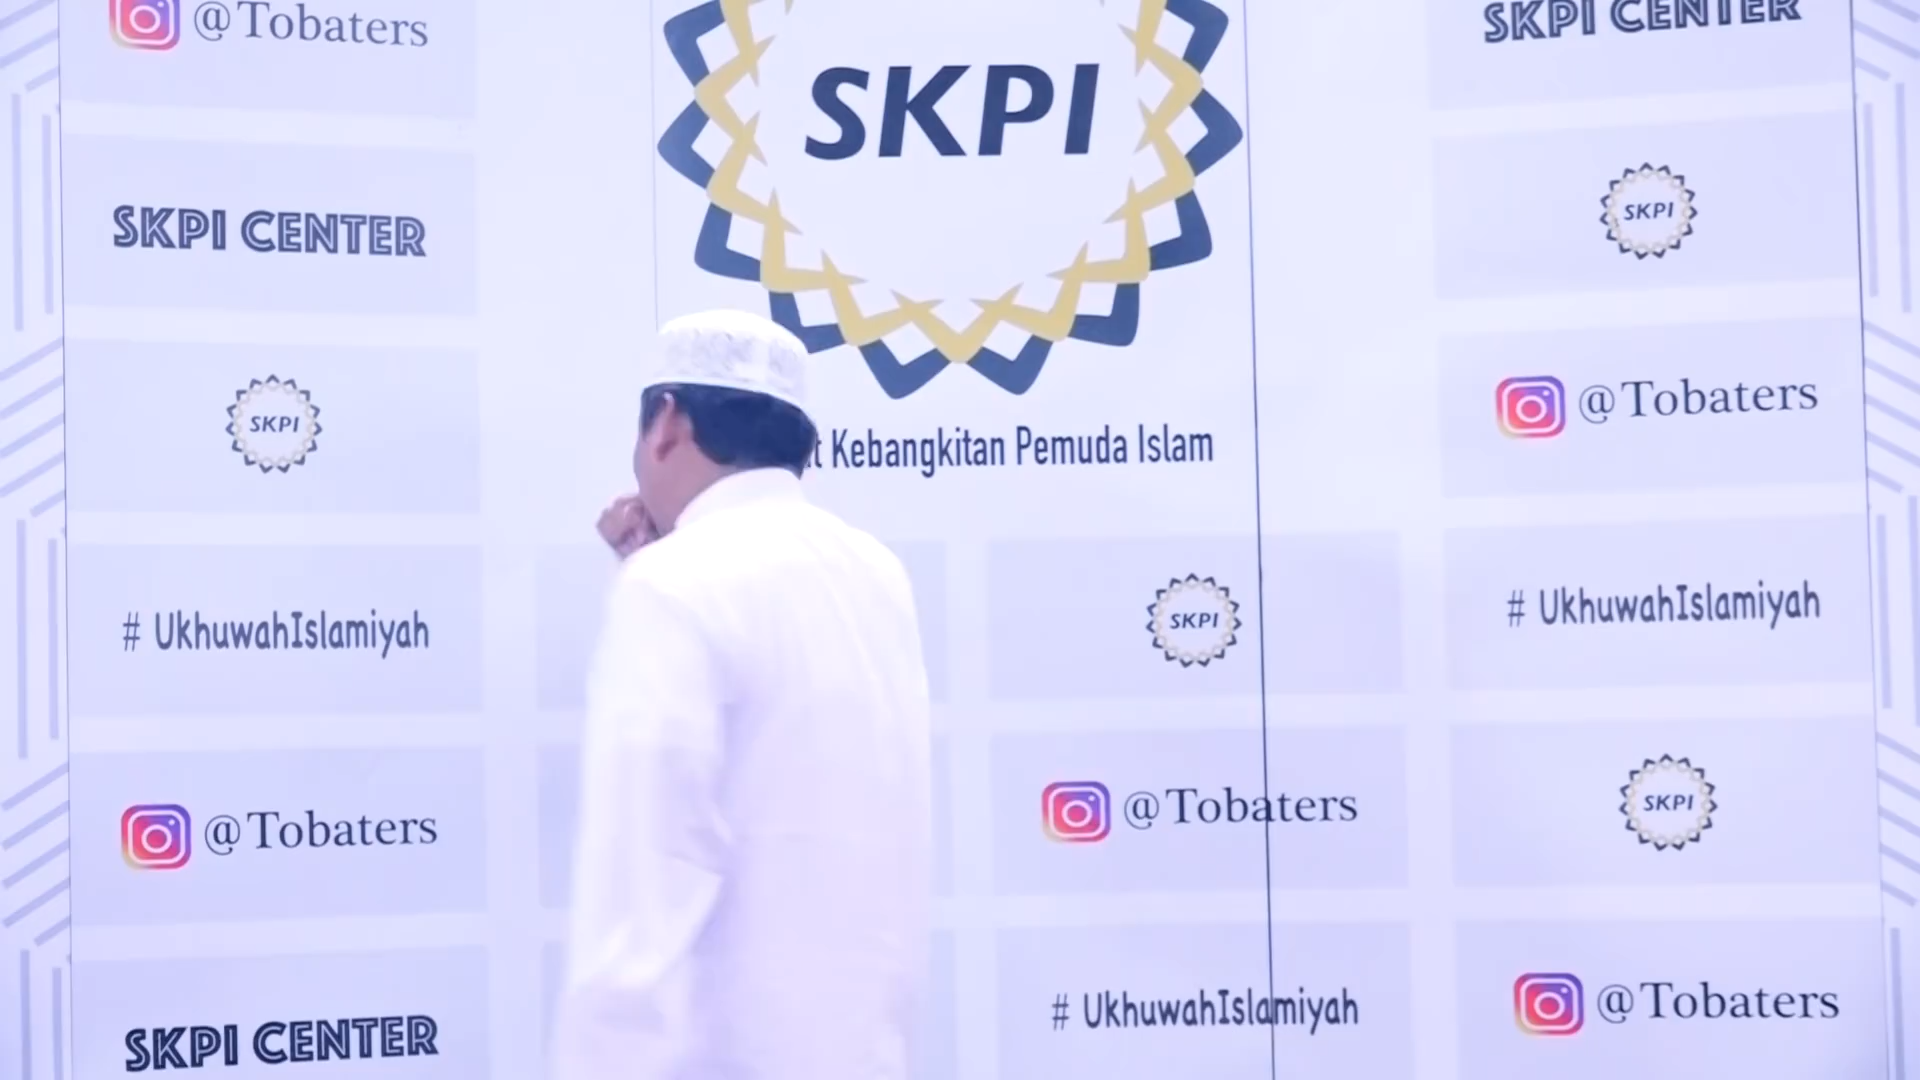 @Tobaters
SKPI CENTER
SKPI
# UkhuwahIslamiyah
@Tobaters
SKPI CENTER
SKPI
Kebangkitan Pemuda Islam
SKPI
@Tobaters
# UkhuwahIslamiyah
SKPI CENTER
SKPI
@Tobaters
# UkhuwahIslamiyah
SKPI
@Tobaters